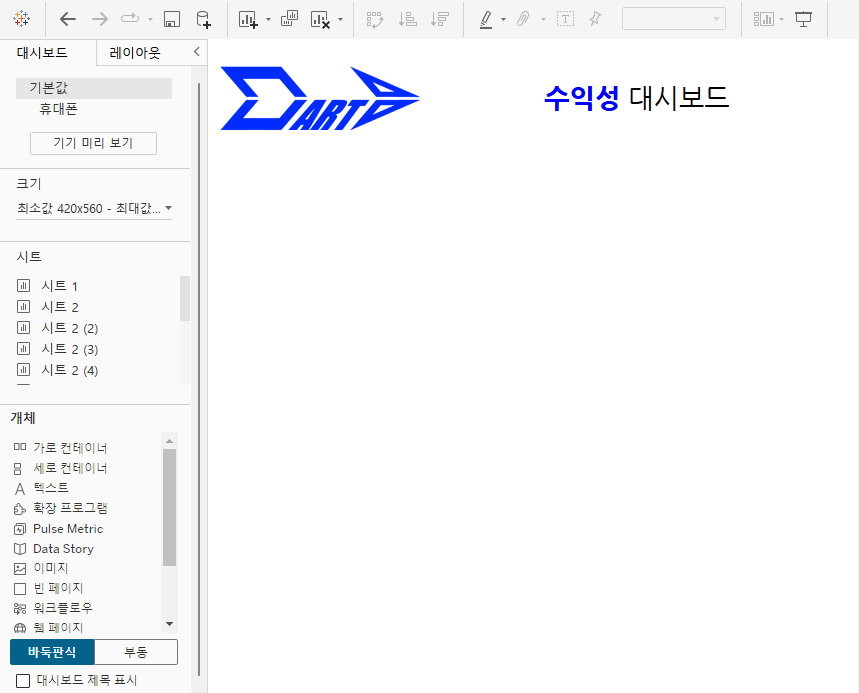 대시보드 레이아웃
기본값
휴대폰
기기 미리 보기
크기
최소값 420x560 - 최대값...
시트
시트 1
시트 2
시트 2 (2)
시트 2 (3)
시트 2 (4)
개체
가로 컨테이너
세로 컨테이너
텍스트
확장 프로그램
Pulse Metric
Data Story
이미지
빈 페이지
워크플로우
웹 페이지
바둑판식 부동
대시보드 제목 표시
DART
수익성 대시보드